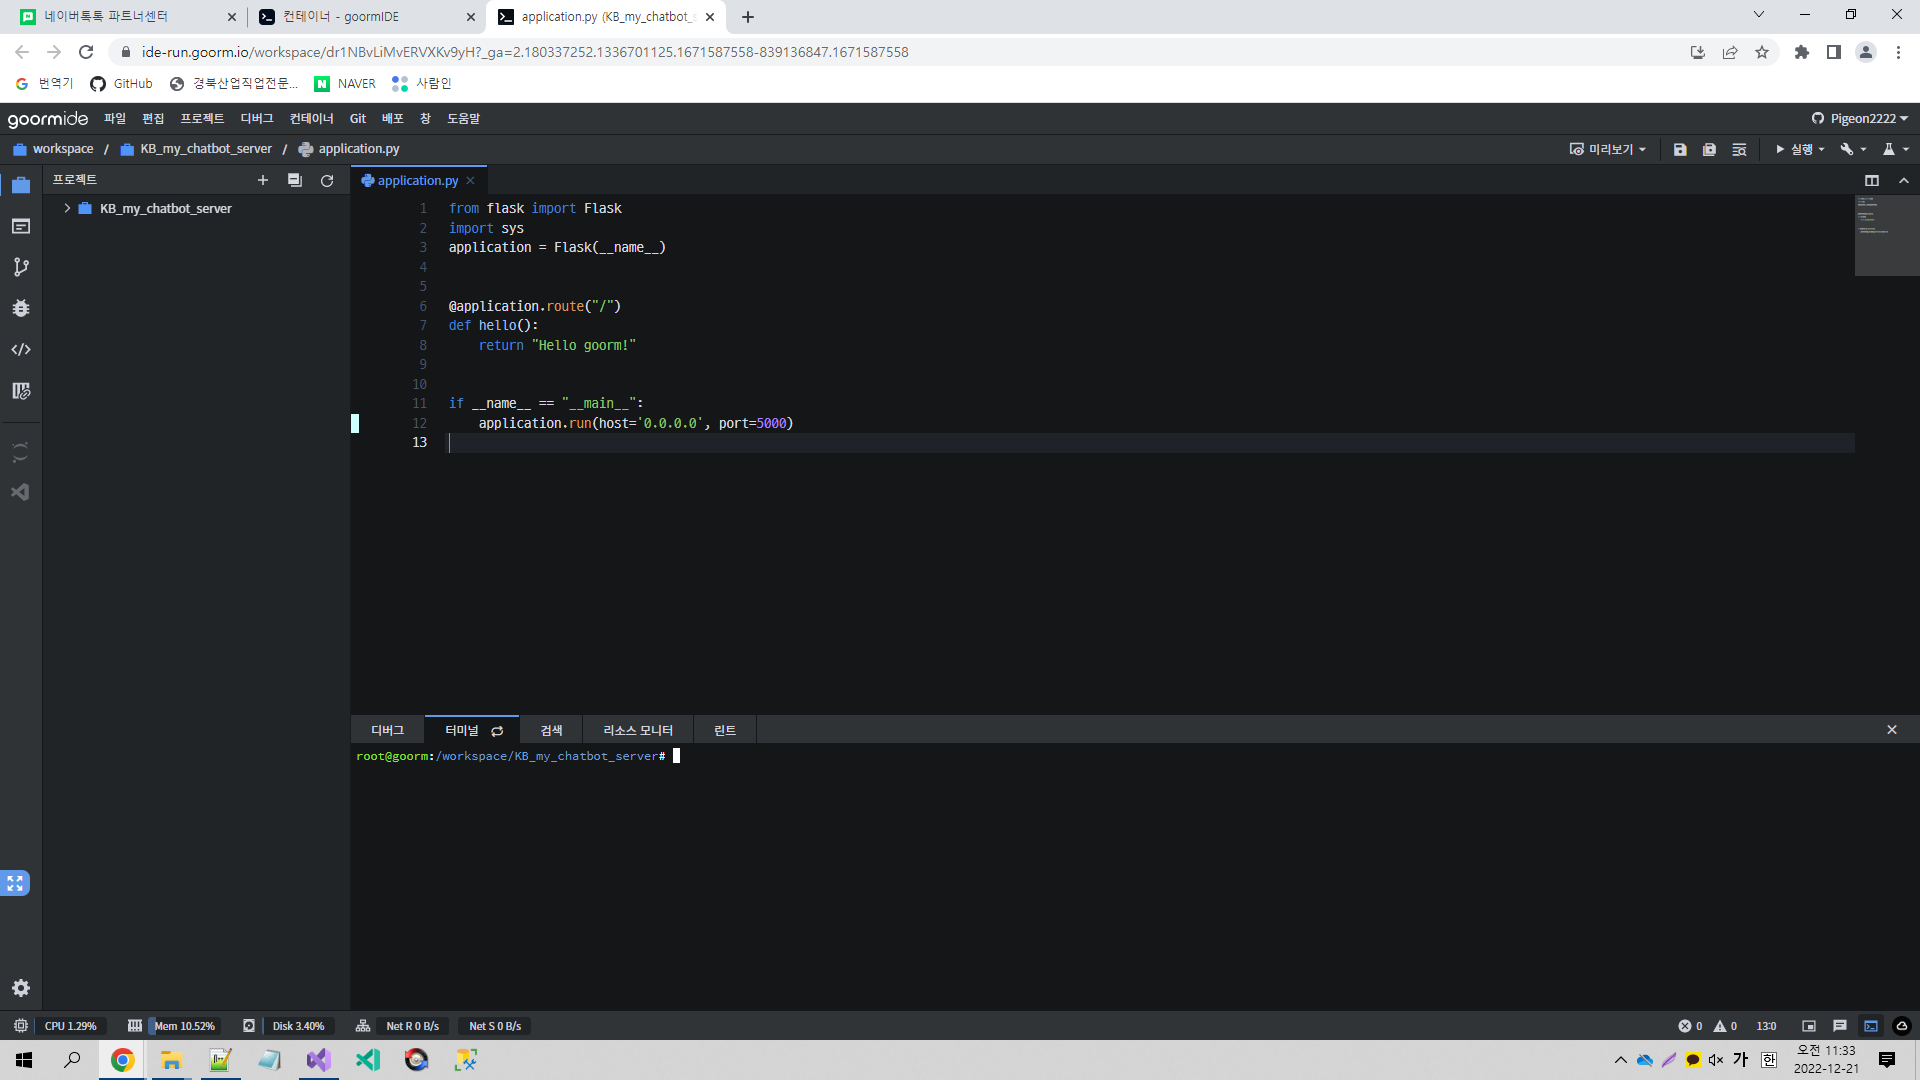 네이버톡톡 파트너센터
컨테이너 - goormIDE
application.py (KB_my_chatbot_s
ide-run.goorm.io/workspace/dr1NBvLiMvERVXKv9yH?_ga=2.180337252.1336701125.1671587558-839136847.1671587558
번역기 GitHub 경북산업직업전문... NAVER 사람인
goormide 파일 편집 프로젝트 디버그 컨테이너 Git 배포 창 도움말 Pigeon2222
workspace / KB_my_chatbot_server / application.py 미리보기 실행
프로젝트
application.py
KB_my_chatbot_server
1 from flask import Flask
2 import sys
3 application = Flask(__name__)
4
5
6 @application.route("/")
7 def hello():
8     return "Hello goorm!"
9
10
11 if __name__ == "__main__":
12     application.run(host='0.0.0.0', port=5000)
13
디버그 터미널 검색 리소스 모니터 린트
root@goorm:/workspace/KB_my_chatbot_server#
CPU 1.29% Mem 10.52% Disk 3.40% Net R 0 B/s Net S 0 B/s 0 0 13:0
가 한 오전 11:33
2022-12-21